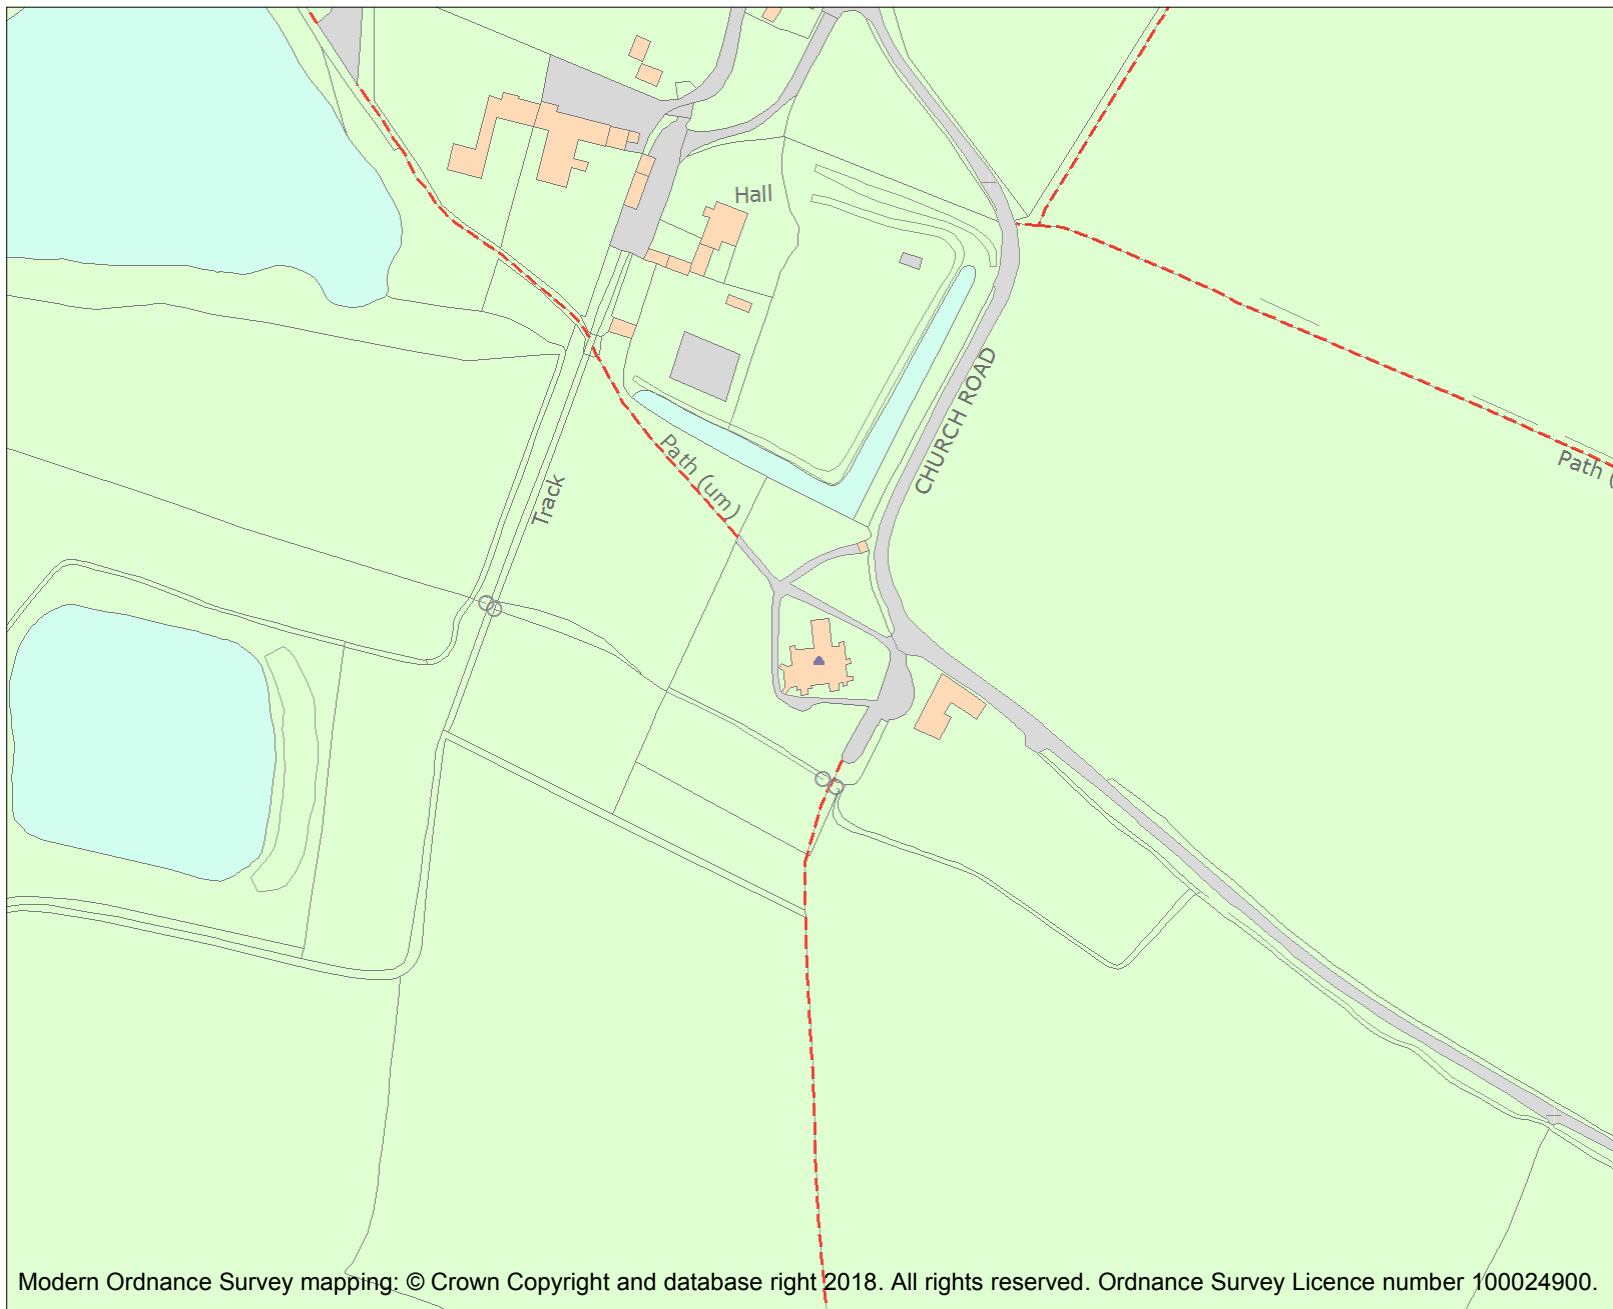 Hall
CHURCH ROAD
Path (um)
Path (
Track
Modern Ordnance Survey mapping: © Crown Copyright and database right 2018. All rights reserved. Ordnance Survey Licence number 100024900.